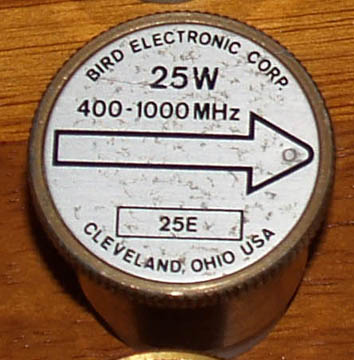 BIRD ELECTRONIC CORP.
25W
400-1000 MHz
25E
CLEVELAND, OHIO USA